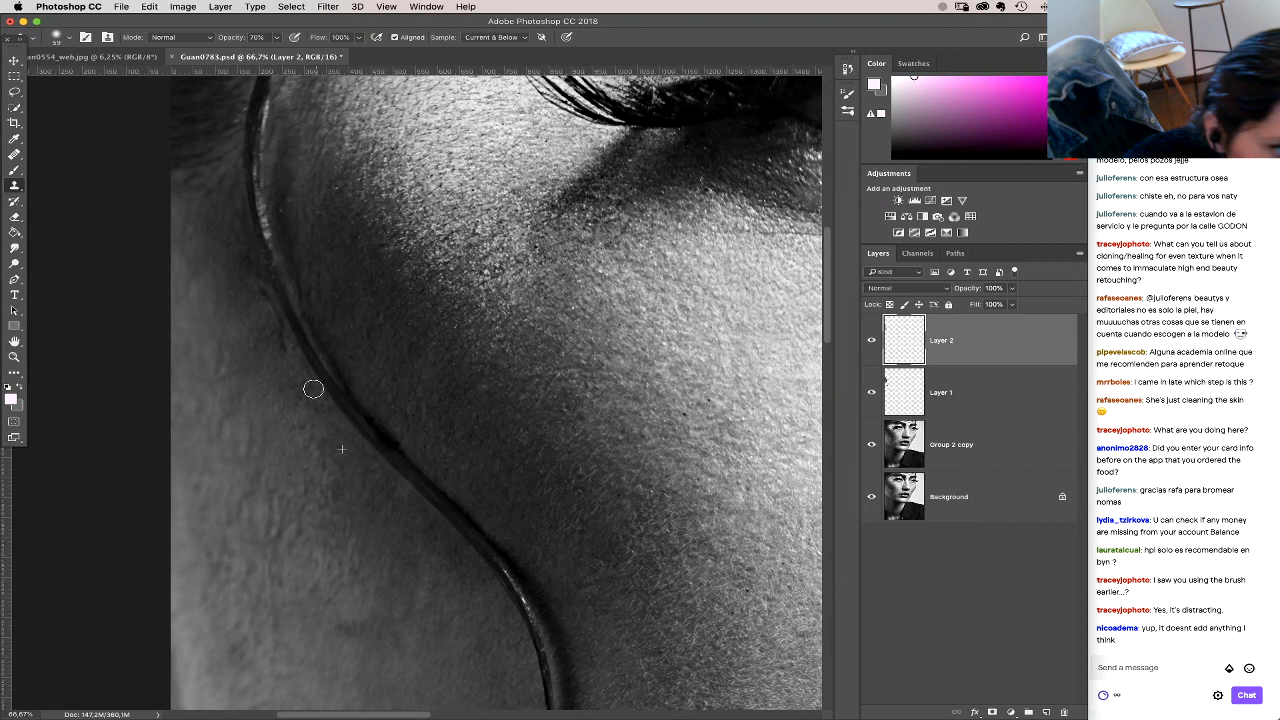 Photoshop CC File Edit Image Layer Type Select Filter 3D View Window Help
Adobe Photoshop CC 2018
59 Mode: Normal Opacity: 70% Flow: 100% Aligned Sample: Current & Below
an0554_web.jpg @ 6.25% (RGB/8*) × Guan0783.psd @ 66,7% (Layer 2, RGB/16) *
Color Swatches
Adjustments
Add an adjustment
Layers Channels Paths
Kind
Normal Opacity: 100%
Lock: Fill: 100%
Layer 2
Layer 1
Group 2 copy
Background
66,67% Doc: 147,2M/360,1M
modelo, pelos pozos jejje
julioferens: con esa estructura osea
julioferens: chiste eh, no para vos naty
julioferens: cuando va a la estavion de
servicio y le pregunta por la calle GODON
traceyjophoto: What can you tell us about
cloning/healing for even texture when it
comes to immaculate high end beauty
retouching?
rafaseoanes: @julioferens beautys y
editoriales no es solo la piel, hay
muuuuchas otras cosas que se tienen en
cuenta cuando escogen a la modelo
pipevelascob: Alguna academia online que
me recomienden para aprender retoque
mrrboles: I came in late which step is this ?
rafaseoanes: She's just cleaning the skin
traceyjophoto: What are you doing here?
anonimo2828: Did you enter your card info
before on the app that you ordered the
food?
julioferens: gracias rafa para bromear
nomas
lydia_tzirkova: U can check if any money
are missing from your account Balance
lauratalcual: hpi solo es recomendable en
byn ?
traceyjophoto: I saw you using the brush
earlier...?
traceyjophoto: Yes, it's distracting.
nicoadema: yup, it doesnt add anything I
think
Send a message
Chat